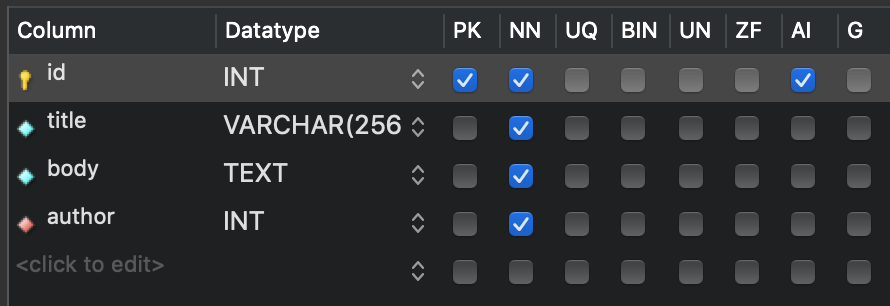 Column Datatype PK NN UQ BIN UN ZF AI G
id INT
title VARCHAR(256
body TEXT
author INT
<click to edit>